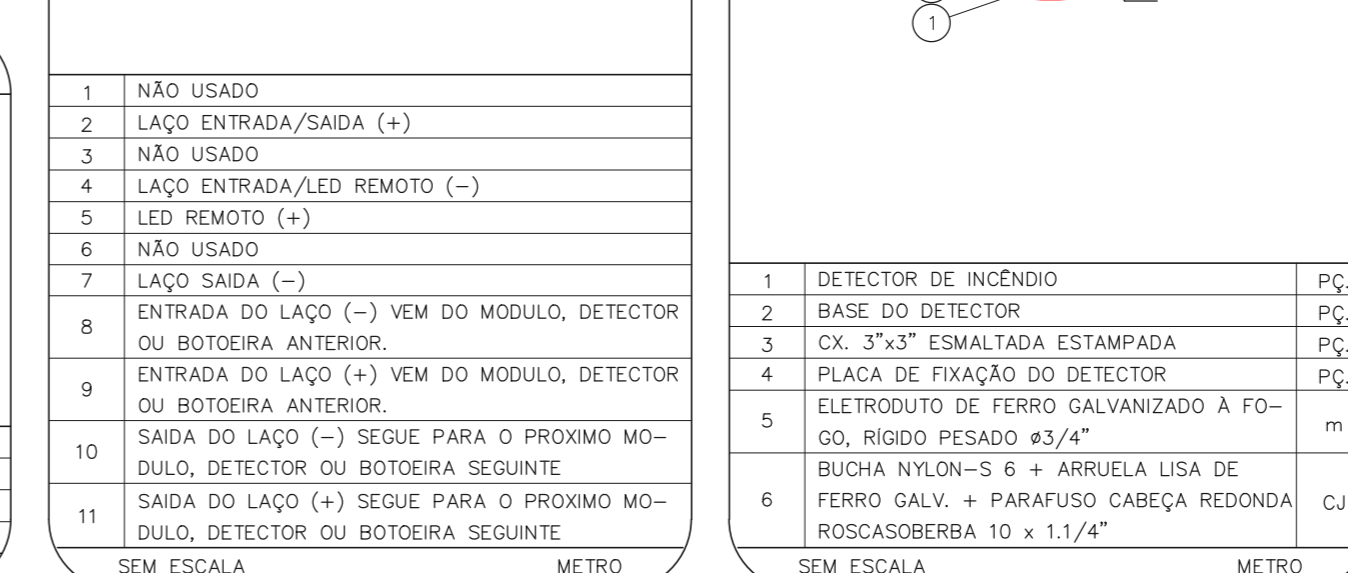 1 NÃO USADO
2 LAÇO ENTRADA/SAIDA (+)
3 NÃO USADO
4 LAÇO ENTRADA/LED REMOTO (−)
5 LED REMOTO (+)
6 NÃO USADO
7 LAÇO SAIDA (−)
8 ENTRADA DO LAÇO (−) VEM DO MODULO, DETECTOR
OU BOTOEIRA ANTERIOR.
9 ENTRADA DO LAÇO (+) VEM DO MODULO, DETECTOR
OU BOTOEIRA ANTERIOR.
10 SAIDA DO LAÇO (−) SEGUE PARA O PROXIMO MO−
DULO, DETECTOR OU BOTOEIRA SEGUINTE
11 SAIDA DO LAÇO (+) SEGUE PARA O PROXIMO MO−
DULO, DETECTOR OU BOTOEIRA SEGUINTE
SEM ESCALA METRO
1
1 DETECTOR DE INCÊNDIO PÇ.
2 BASE DO DETECTOR PÇ.
3 CX. 3”x3” ESMALTADA ESTAMPADA PÇ.
4 PLACA DE FIXAÇÃO DO DETECTOR PÇ.
5 ELETRODUTO DE FERRO GALVANIZADO À FO−
GO, RÍGIDO PESADO ø3/4” m
BUCHA NYLON−S 6 + ARRUELA LISA DE
6 FERRO GALV. + PARAFUSO CABEÇA REDONDA CJ
ROSCASOBERBA 10 x 1.1/4”
SEM ESCALA METRO